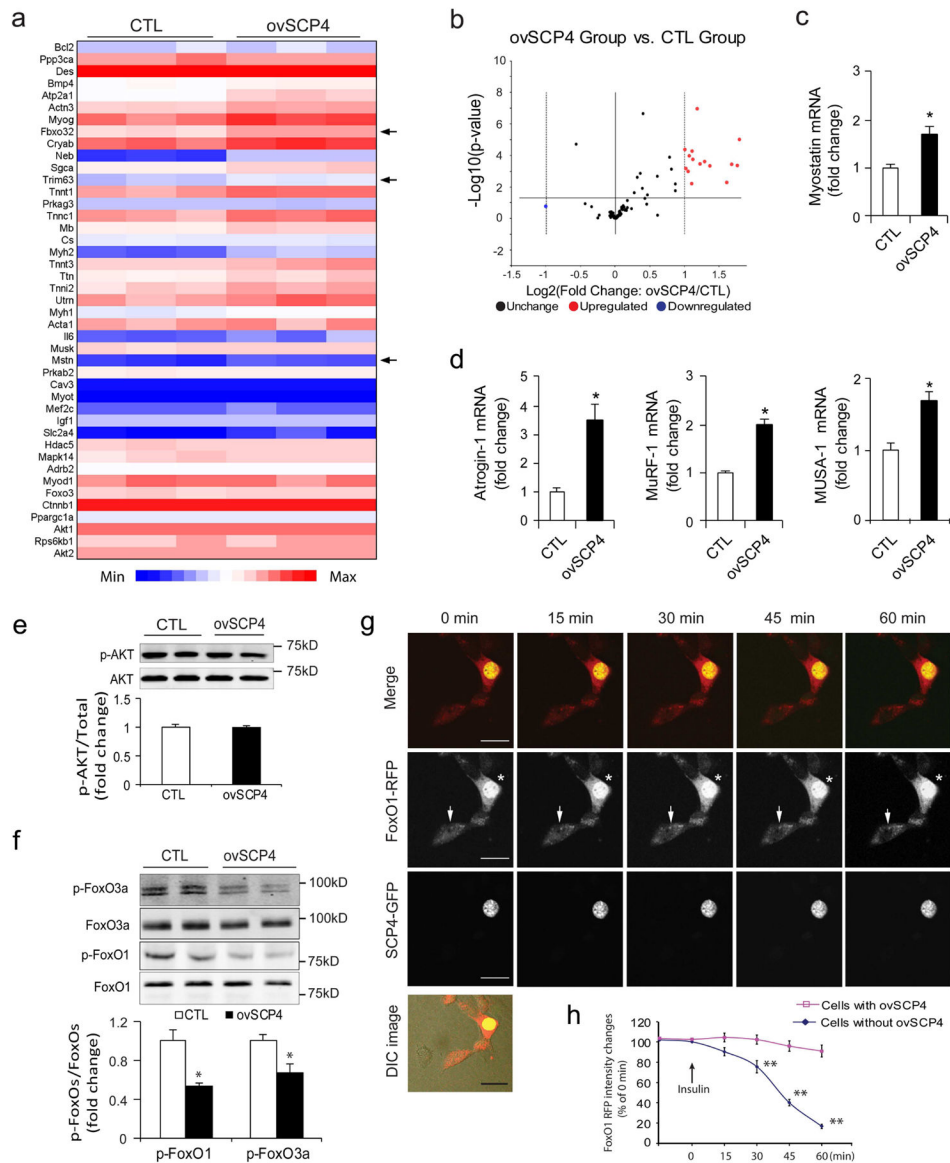 a
CTL
ovSCP4
Bcl2
Ppp3ca
Des
Bmp4
Atp2a1
Actn3
Myog
Fbxo32
Cryab
Neb
Sgca
Trim63
Tnnt1
Prkag3
Tnnc1
Mb
Cs
Myh2
Tnnt3
Ttn
Tnni2
Utrn
Myh1
Acta1
Il6
Musk
Mstn
Prkab2
Cav3
Myot
Mef2c
Igf1
Slc2a4
Hdac5
Mapk14
Adrb2
Myod1
Foxo3
Ctnnb1
Ppargc1a
Akt1
Rps6kb1
Akt2
Min
Max
b
ovSCP4 Group vs. CTL Group
-Log10(p-value)
10
8
6
4
2
0
-2
-1.5
-1
-0.5
0
0.5
1
1.5
Log2(Fold Change: ovSCP4/CTL)
Unchange
Upregulated
Downregulated
c
Myostatin mRNA
(fold change)
3
2
1
0
*
CTL
ovSCP4
d
Atrogin-1 mRNA
(fold change)
5
4
3
2
1
0
*
CTL
ovSCP4
MuRF-1 mRNA
(fold change)
3
2
1
0
*
CTL
ovSCP4
MUSA-1 mRNA
(fold change)
2
1
0
*
CTL
ovSCP4
e
CTL
ovSCP4
p-AKT
75kD
AKT
75kD
p-AKT/Total
(fold change)
1.5
1
0.5
0
CTL
ovSCP4
f
CTL
ovSCP4
p-FoxO3a
100kD
FoxO3a
100kD
p-FoxO1
75kD
FoxO1
75kD
p-FoxOs/FoxOs
(fold change)
CTL
ovSCP4
1.2
0.8
0.4
0
*
*
p-FoxO1
p-FoxO3a
g
0 min
15 min
30 min
45 min
60 min
Merge
FoxO1-RFP
*
*
*
*
*
SCP4-GFP
DIC image
h
Cells with ovSCP4
Cells without ovSCP4
FoxO1 RFP intensity changes
(% of 0 min)
120
100
80
60
40
20
0
Insulin
**
**
**
0
15
30
45
60 (min)